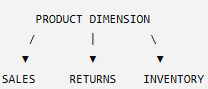 PRODUCT DIMENSION
/ | \
▼ ▼ ▼
SALES RETURNS INVENTORY